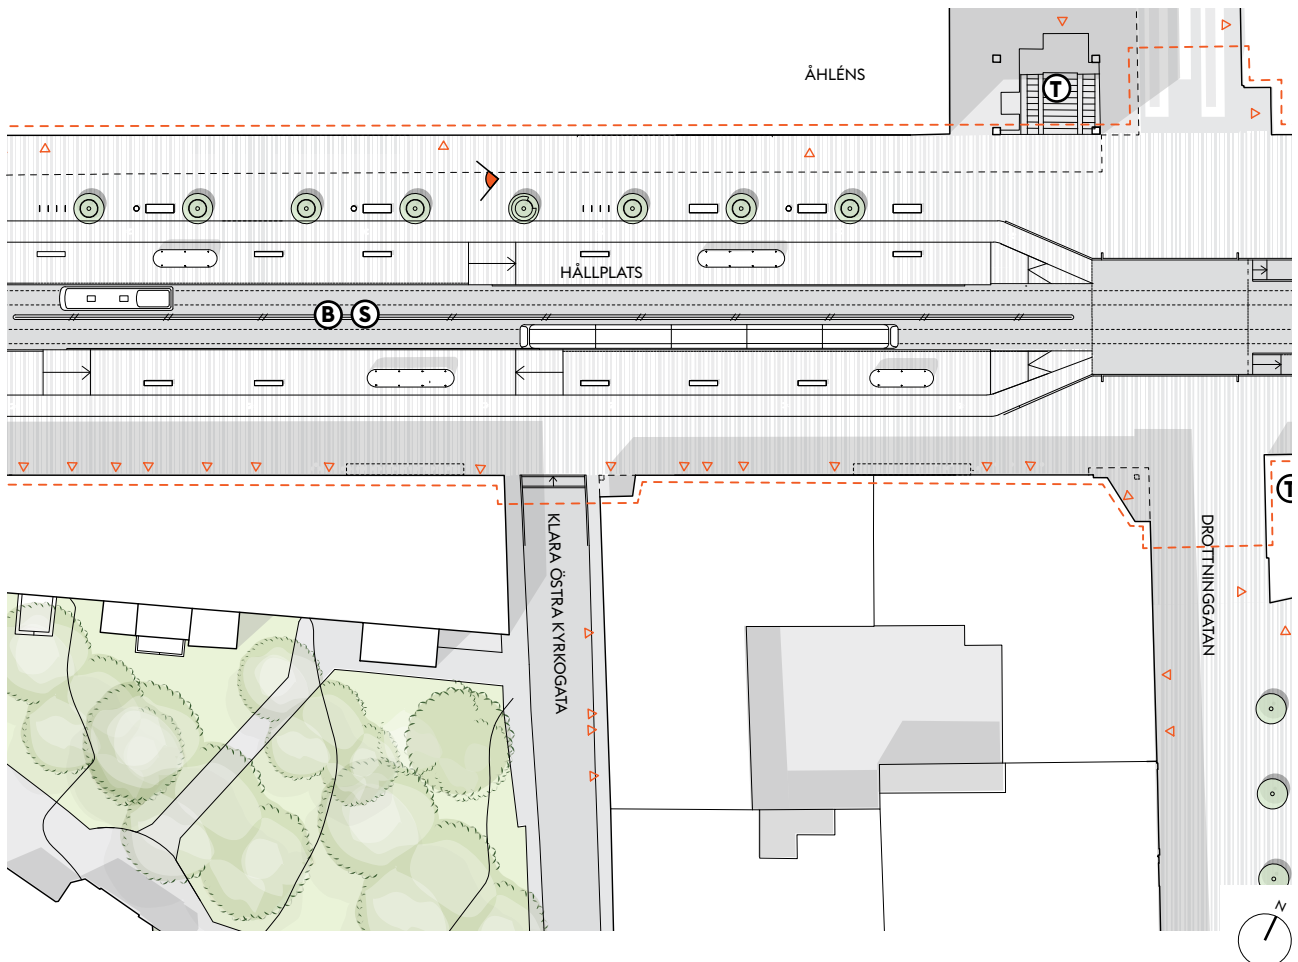 ÅHLÉNS
T
HÅLLPLATS
B S
T
KLARA ÖSTRA KYRKOGATA
DROTTNINGGATAN
N